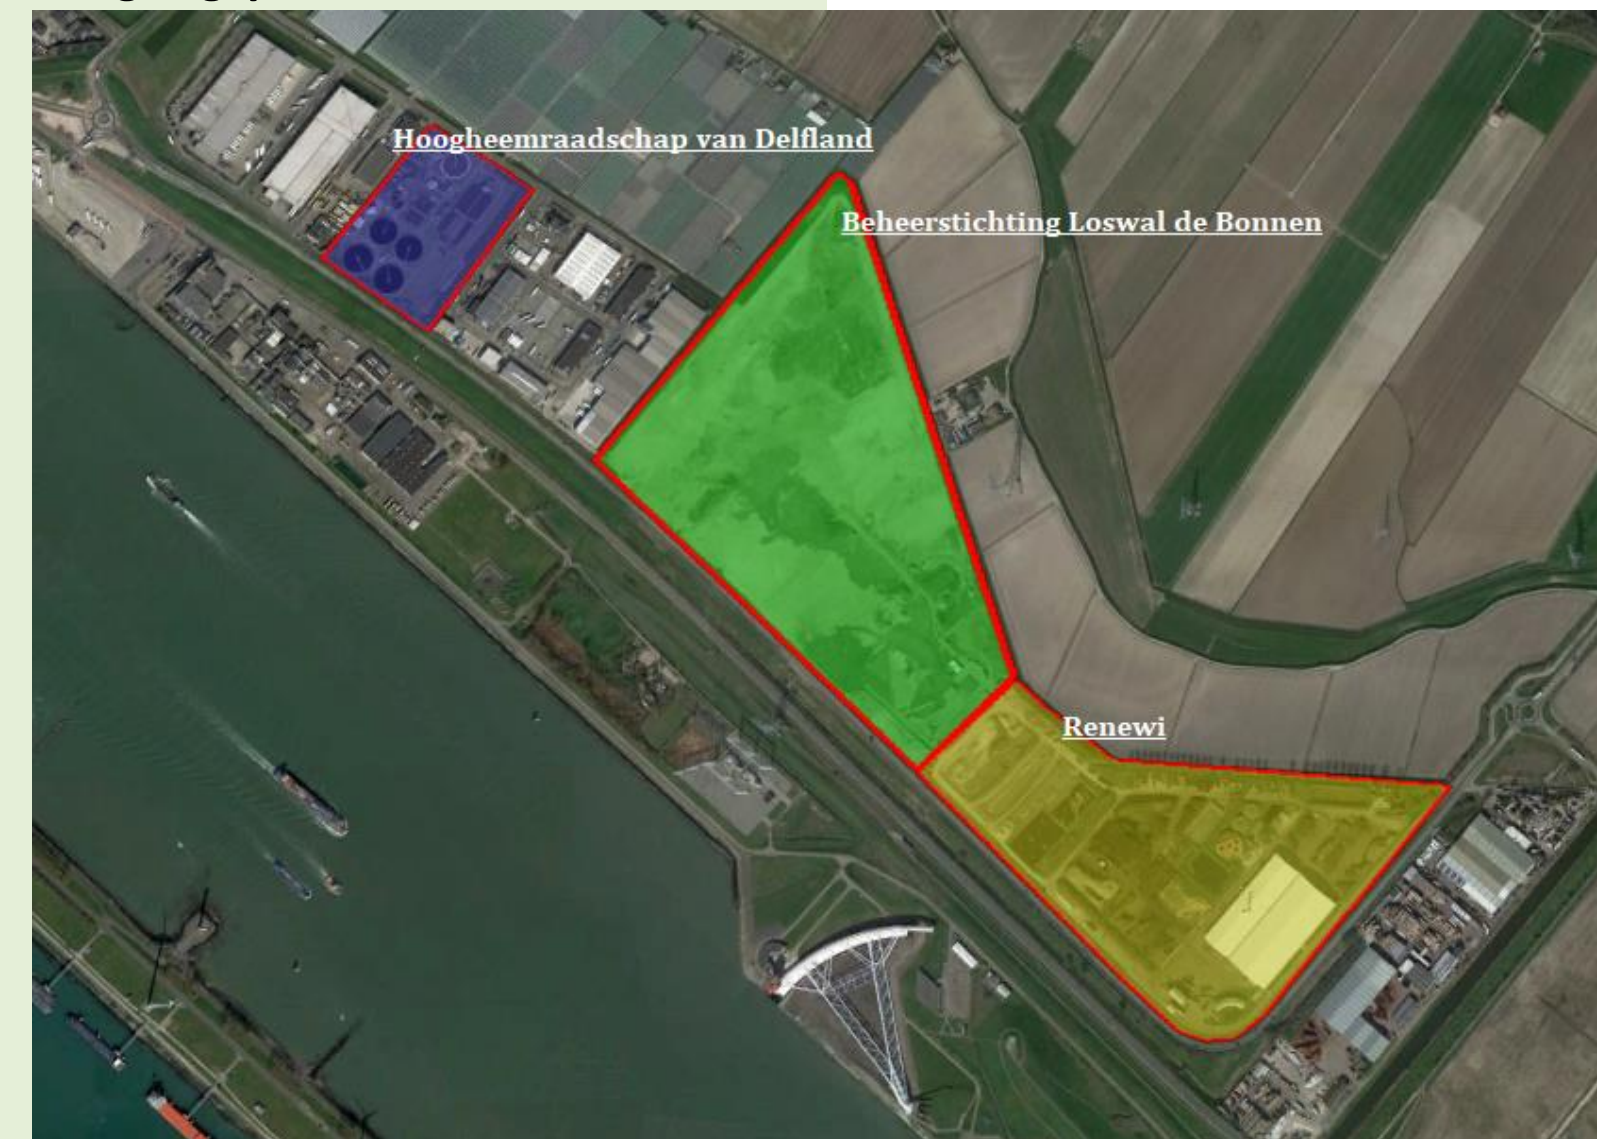 Hoogheemraadschap van Delfland
Beheerstichting Loswal de Bonnen
Renewi